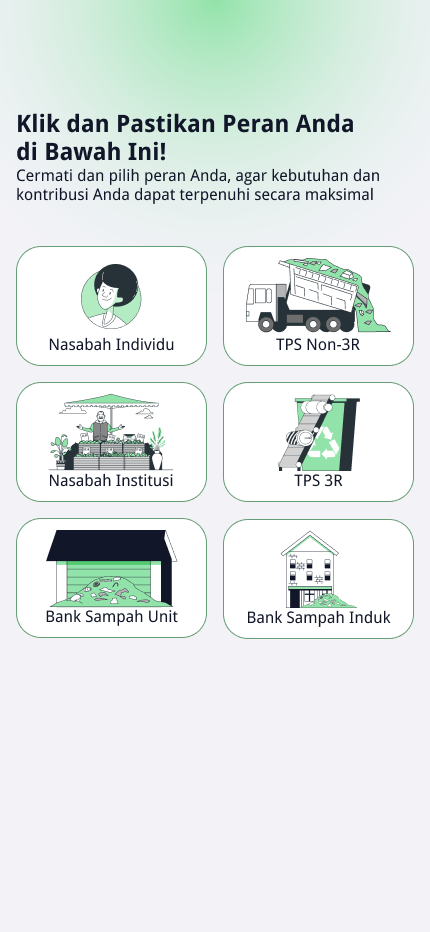 Klik dan Pastikan Peran Anda
di Bawah Ini!
Cermati dan pilih peran Anda, agar kebutuhan dan
kontribusi Anda dapat terpenuhi secara maksimal
Nasabah Individu
TPS Non-3R
Nasabah Institusi
TPS 3R
Bank Sampah Unit
Bank Sampah Induk